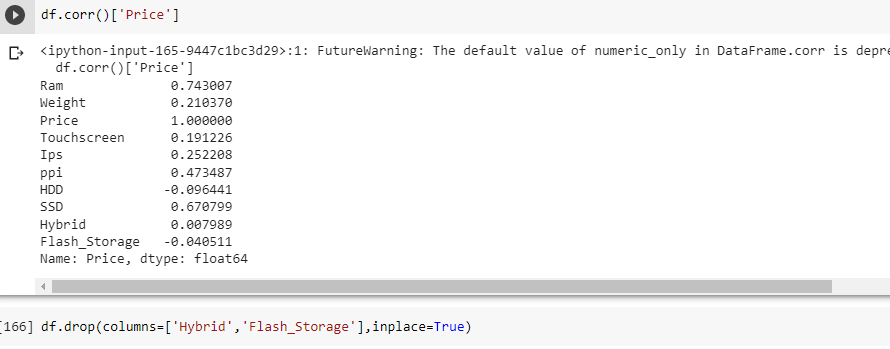 df.corr()['Price']
<ipython-input-165-9447c1bc3d29>:1: FutureWarning: The default value of numeric_only in DataFrame.corr is depre
df.corr()['Price']
Ram 0.743007
Weight 0.210370
Price 1.000000
Touchscreen 0.191226
Ips 0.252208
ppi 0.473487
HDD -0.096441
SSD 0.670799
Hybrid 0.007989
Flash_Storage -0.040511
Name: Price, dtype: float64
[166] df.drop(columns=['Hybrid','Flash_Storage'],inplace=True)